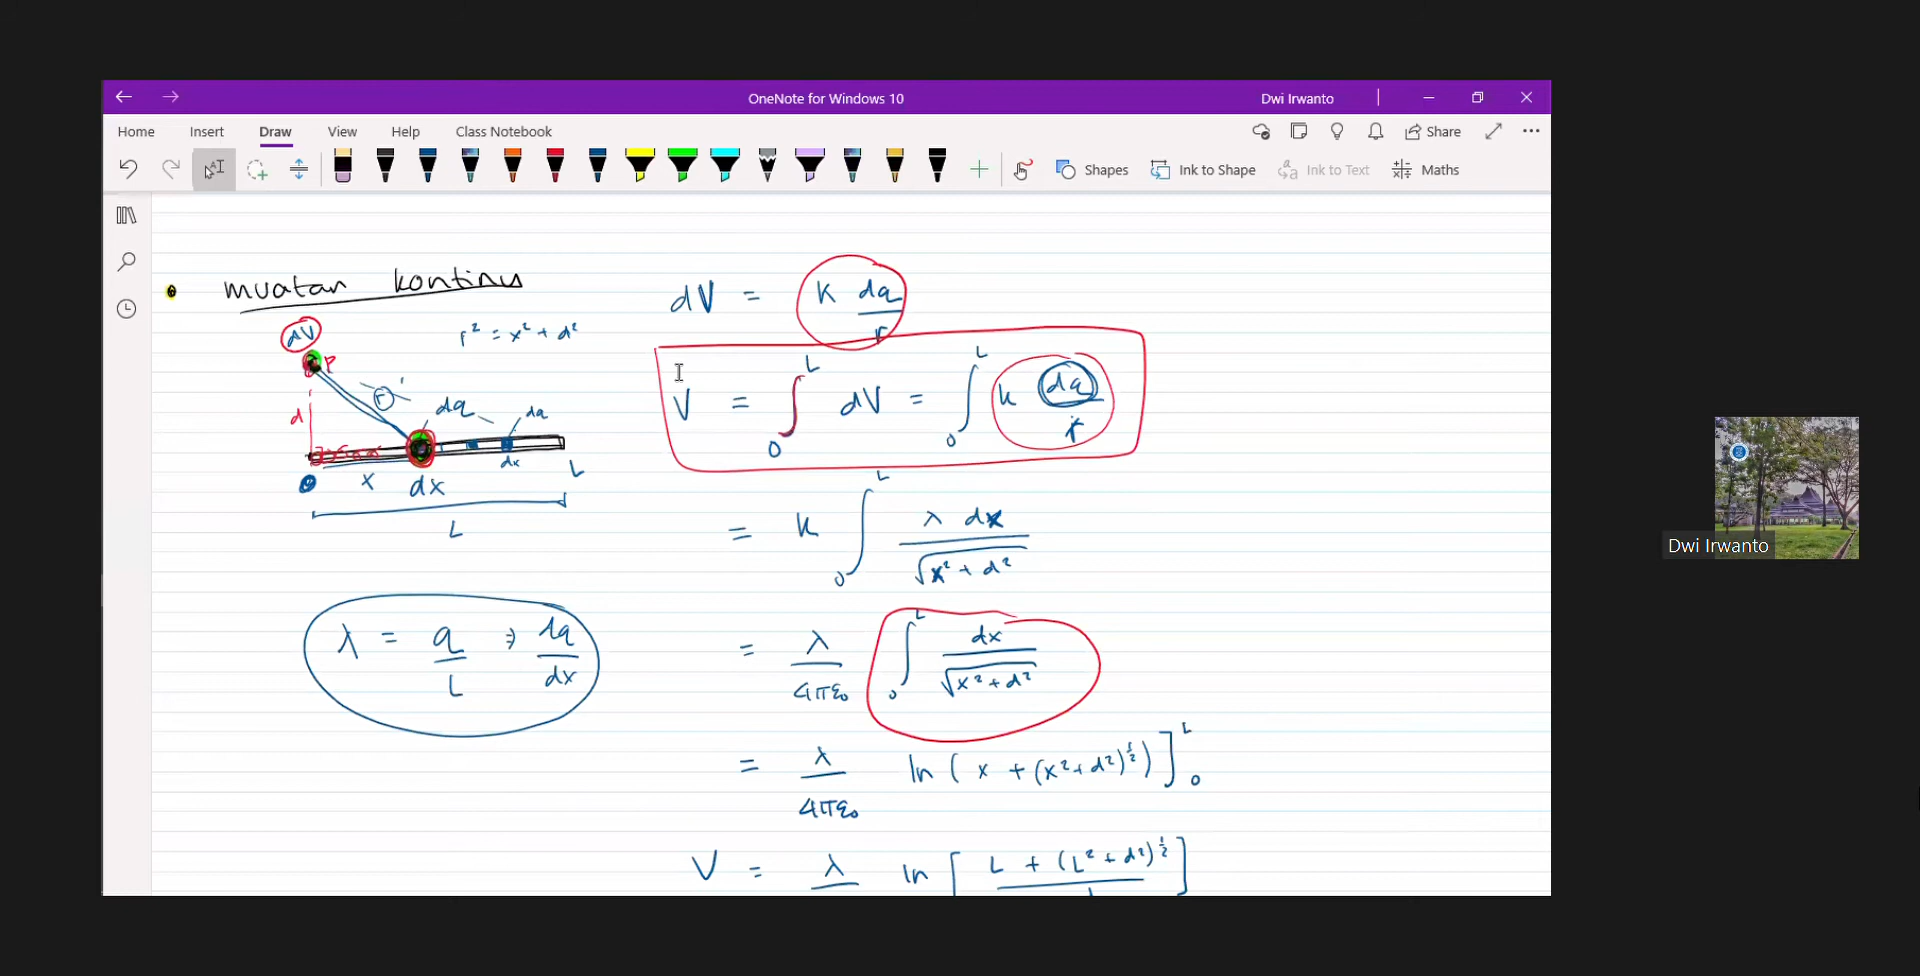 OneNote for Windows 10
Dwi Irwanto
Home Insert Draw View Help Class Notebook
Share
Shapes Ink to Shape Ink to Text Maths
muatan kontinu
dV = k dq/r
dV
r² = x² + d²
P
V = ∫₀ᴸ dV = ∫₀ᴸ k dq/r
r
d
dq
dq
x
dx
dx
L
0
L
= k ∫₀ᴸ λ dx / √x² + d²
λ = q/L ⇒ dq/dx
= λ/4πε₀ ∫₀ᴸ dx / √x² + d²
= λ/4πε₀ ln ( x + (x² + d²)^½ ) ]₀ᴸ
V = λ ln [ L + (L² + d²)^½ ]
Dwi Irwanto